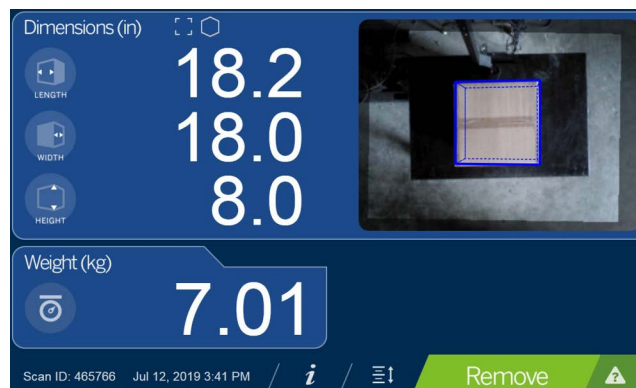 Dimensions (in)
LENGTH
18.2
WIDTH
18.0
HEIGHT
8.0
Weight (kg)
7.01
Scan ID: 465766 Jul 12, 2019 3:41 PM
i
Remove
?